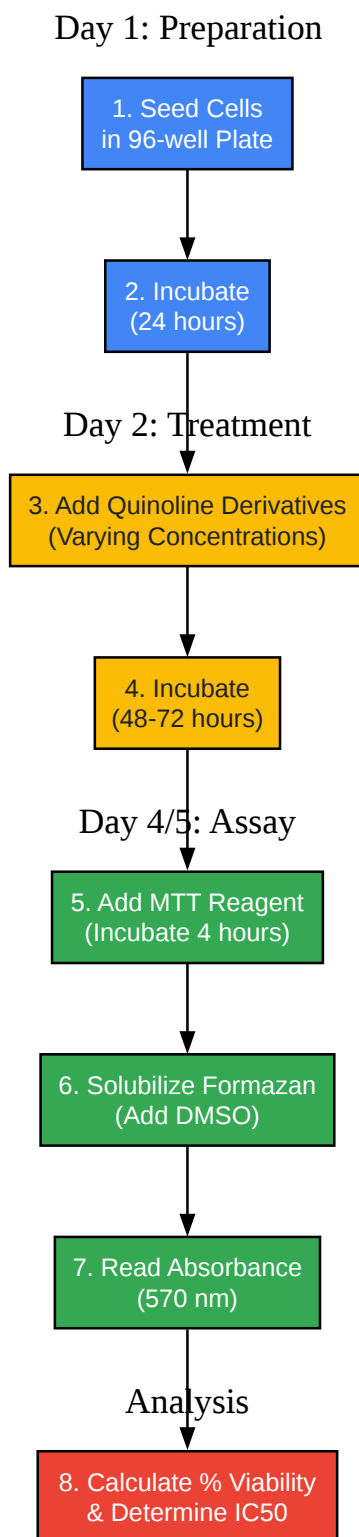 Day 1: Preparation
1. Seed Cells
in 96-well Plate
2. Incubate
(24 hours)
Day 2: Treatment
3. Add Quinoline Derivatives
(Varying Concentrations)
4. Incubate
(48-72 hours)
Day 4/5: Assay
5. Add MTT Reagent
(Incubate 4 hours)
6. Solubilize Formazan
(Add DMSO)
7. Read Absorbance
(570 nm)
Analysis
8. Calculate % Viability
& Determine IC50